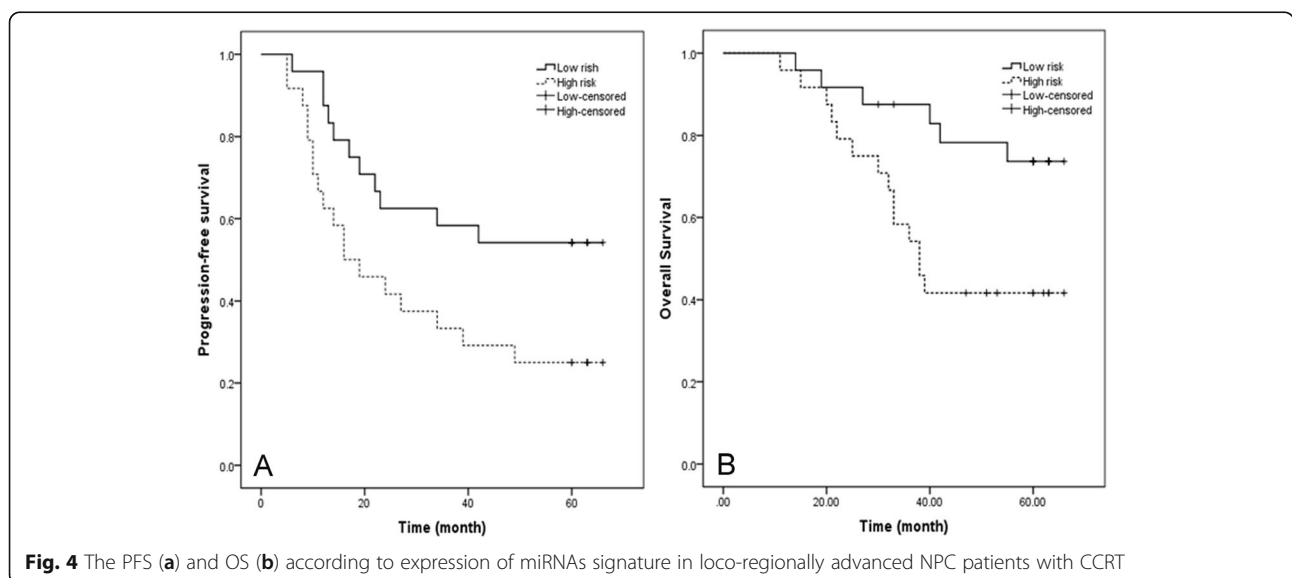 Low rish
High risk
Low-censored
High-censored
Progression-free survival
1.0
0.8
0.6
0.4
0.2
0.0
A
0
20
40
60
Time (month)
Low risk
High risk
Low-censored
High-censored
Overall Survival
1.0
0.8
0.6
0.4
0.2
0.0
B
.00
20.00
40.00
60.00
Time (month)
Fig. 4 The PFS (a) and OS (b) according to expression of miRNAs signature in loco-regionally advanced NPC patients with CCRT